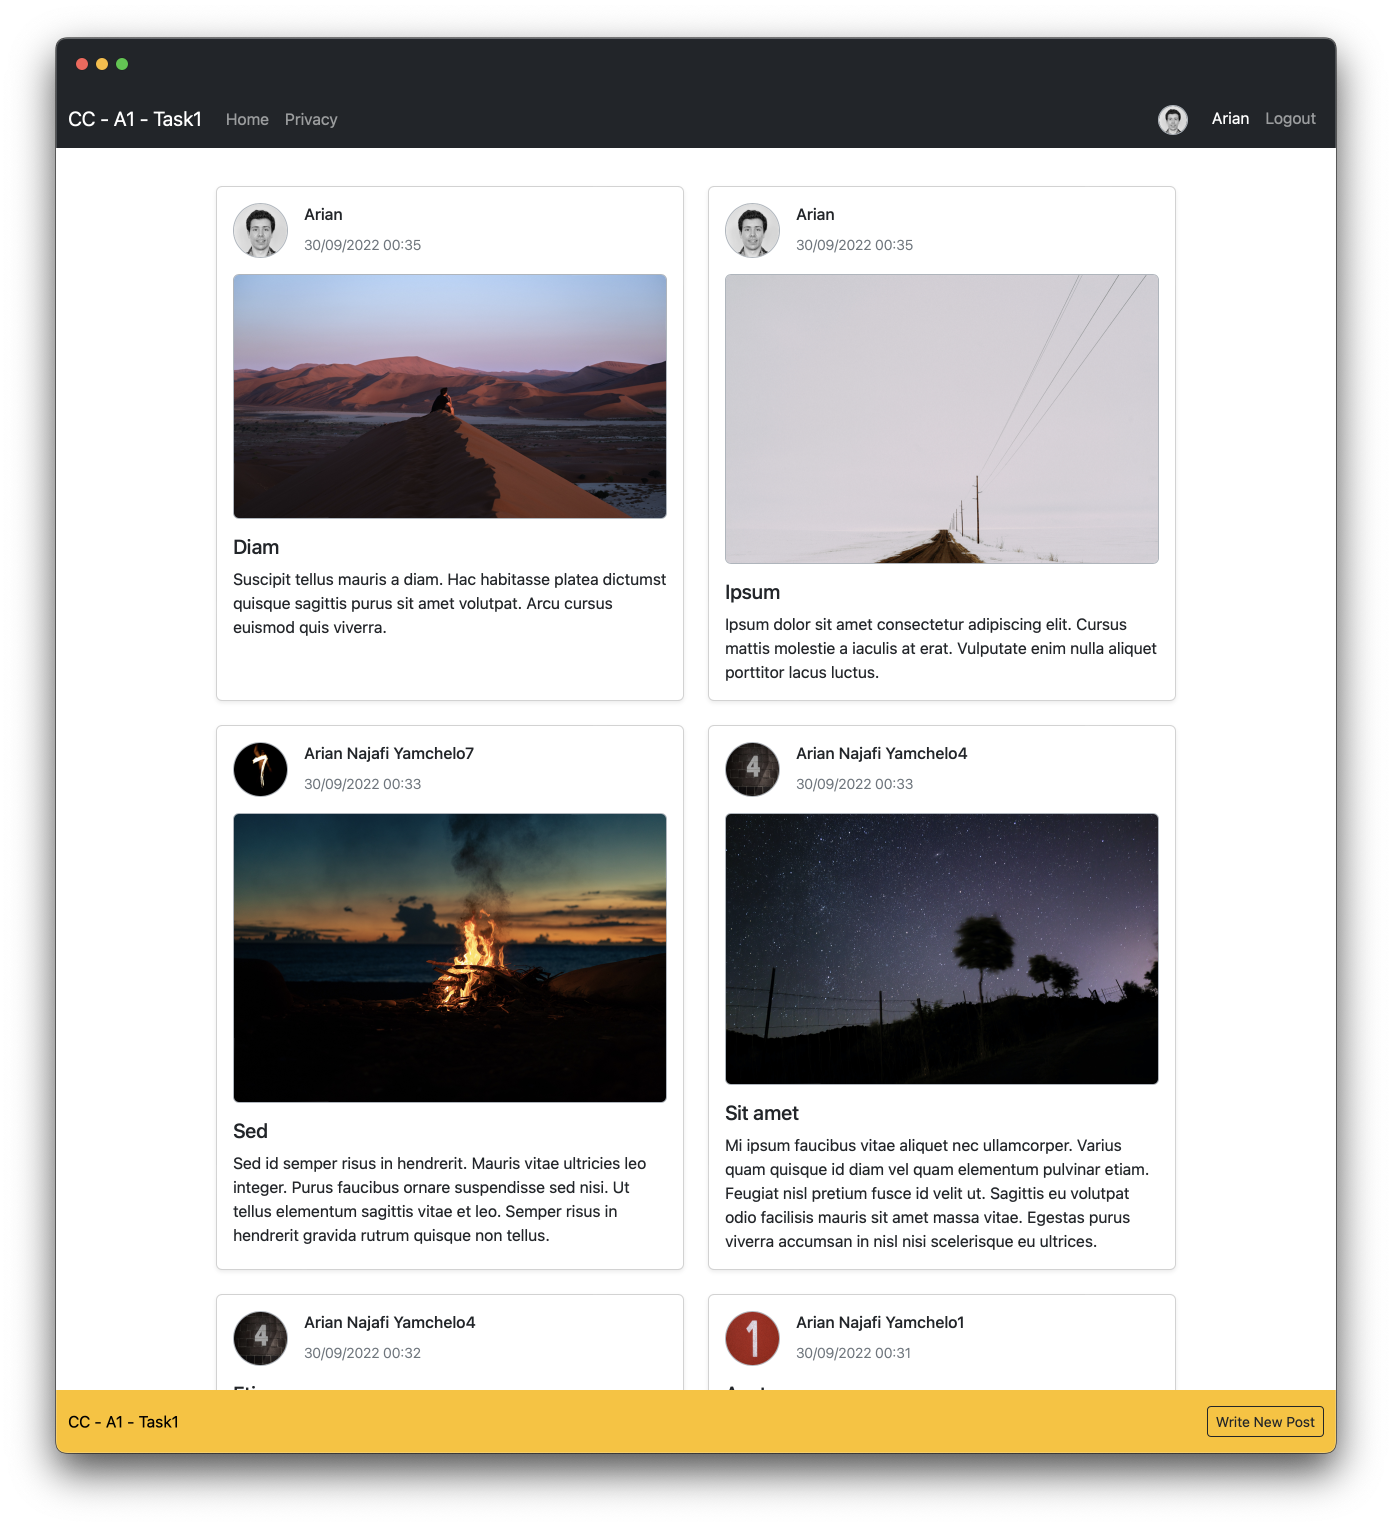 CC - A1 - Task1 Home Privacy Arian Logout
Arian
30/09/2022 00:35
Diam
Suscipit tellus mauris a diam. Hac habitasse platea dictumst
quisque sagittis purus sit amet volutpat. Arcu cursus
euismod quis viverra.
Arian
30/09/2022 00:35
Ipsum
Ipsum dolor sit amet consectetur adipiscing elit. Cursus
mattis molestie a iaculis at erat. Vulputate enim nulla aliquet
porttitor lacus luctus.
7
Arian Najafi Yamchelo7
30/09/2022 00:33
Sed
Sed id semper risus in hendrerit. Mauris vitae ultricies leo
integer. Purus faucibus ornare suspendisse sed nisi. Ut
tellus elementum sagittis vitae et leo. Semper risus in
hendrerit gravida rutrum quisque non tellus.
4
Arian Najafi Yamchelo4
30/09/2022 00:33
Sit amet
Mi ipsum faucibus vitae aliquet nec ullamcorper. Varius
quam quisque id diam vel quam elementum pulvinar etiam.
Feugiat nisl pretium fusce id velit ut. Sagittis eu volutpat
odio facilisis mauris sit amet massa vitae. Egestas purus
viverra accumsan in nisl nisi scelerisque eu ultrices.
4
Arian Najafi Yamchelo4
30/09/2022 00:32
1
Arian Najafi Yamchelo1
30/09/2022 00:31
CC - A1 - Task1
Write New Post